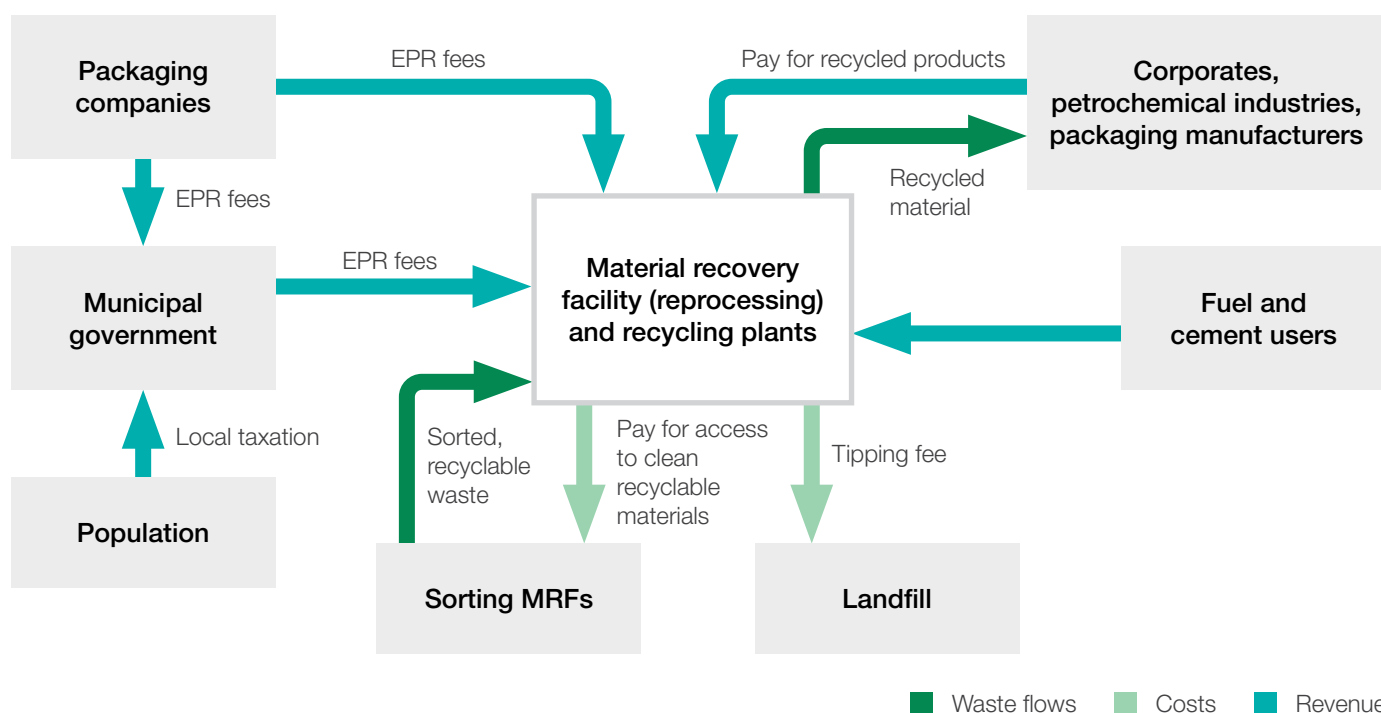 Packaging
companies
EPR fees
Pay for recycled products
Corporates,
petrochemical industries,
packaging manufacturers
EPR fees
Recycled
material
Municipal
government
EPR fees
Material recovery
facility (reprocessing)
and recycling plants
Fuel and
cement users
Local taxation
Population
Sorted,
recyclable
waste
Pay for access
to clean
recyclable
materials
Tipping fee
Sorting MRFs
Landfill
Waste flows
Costs
Revenue